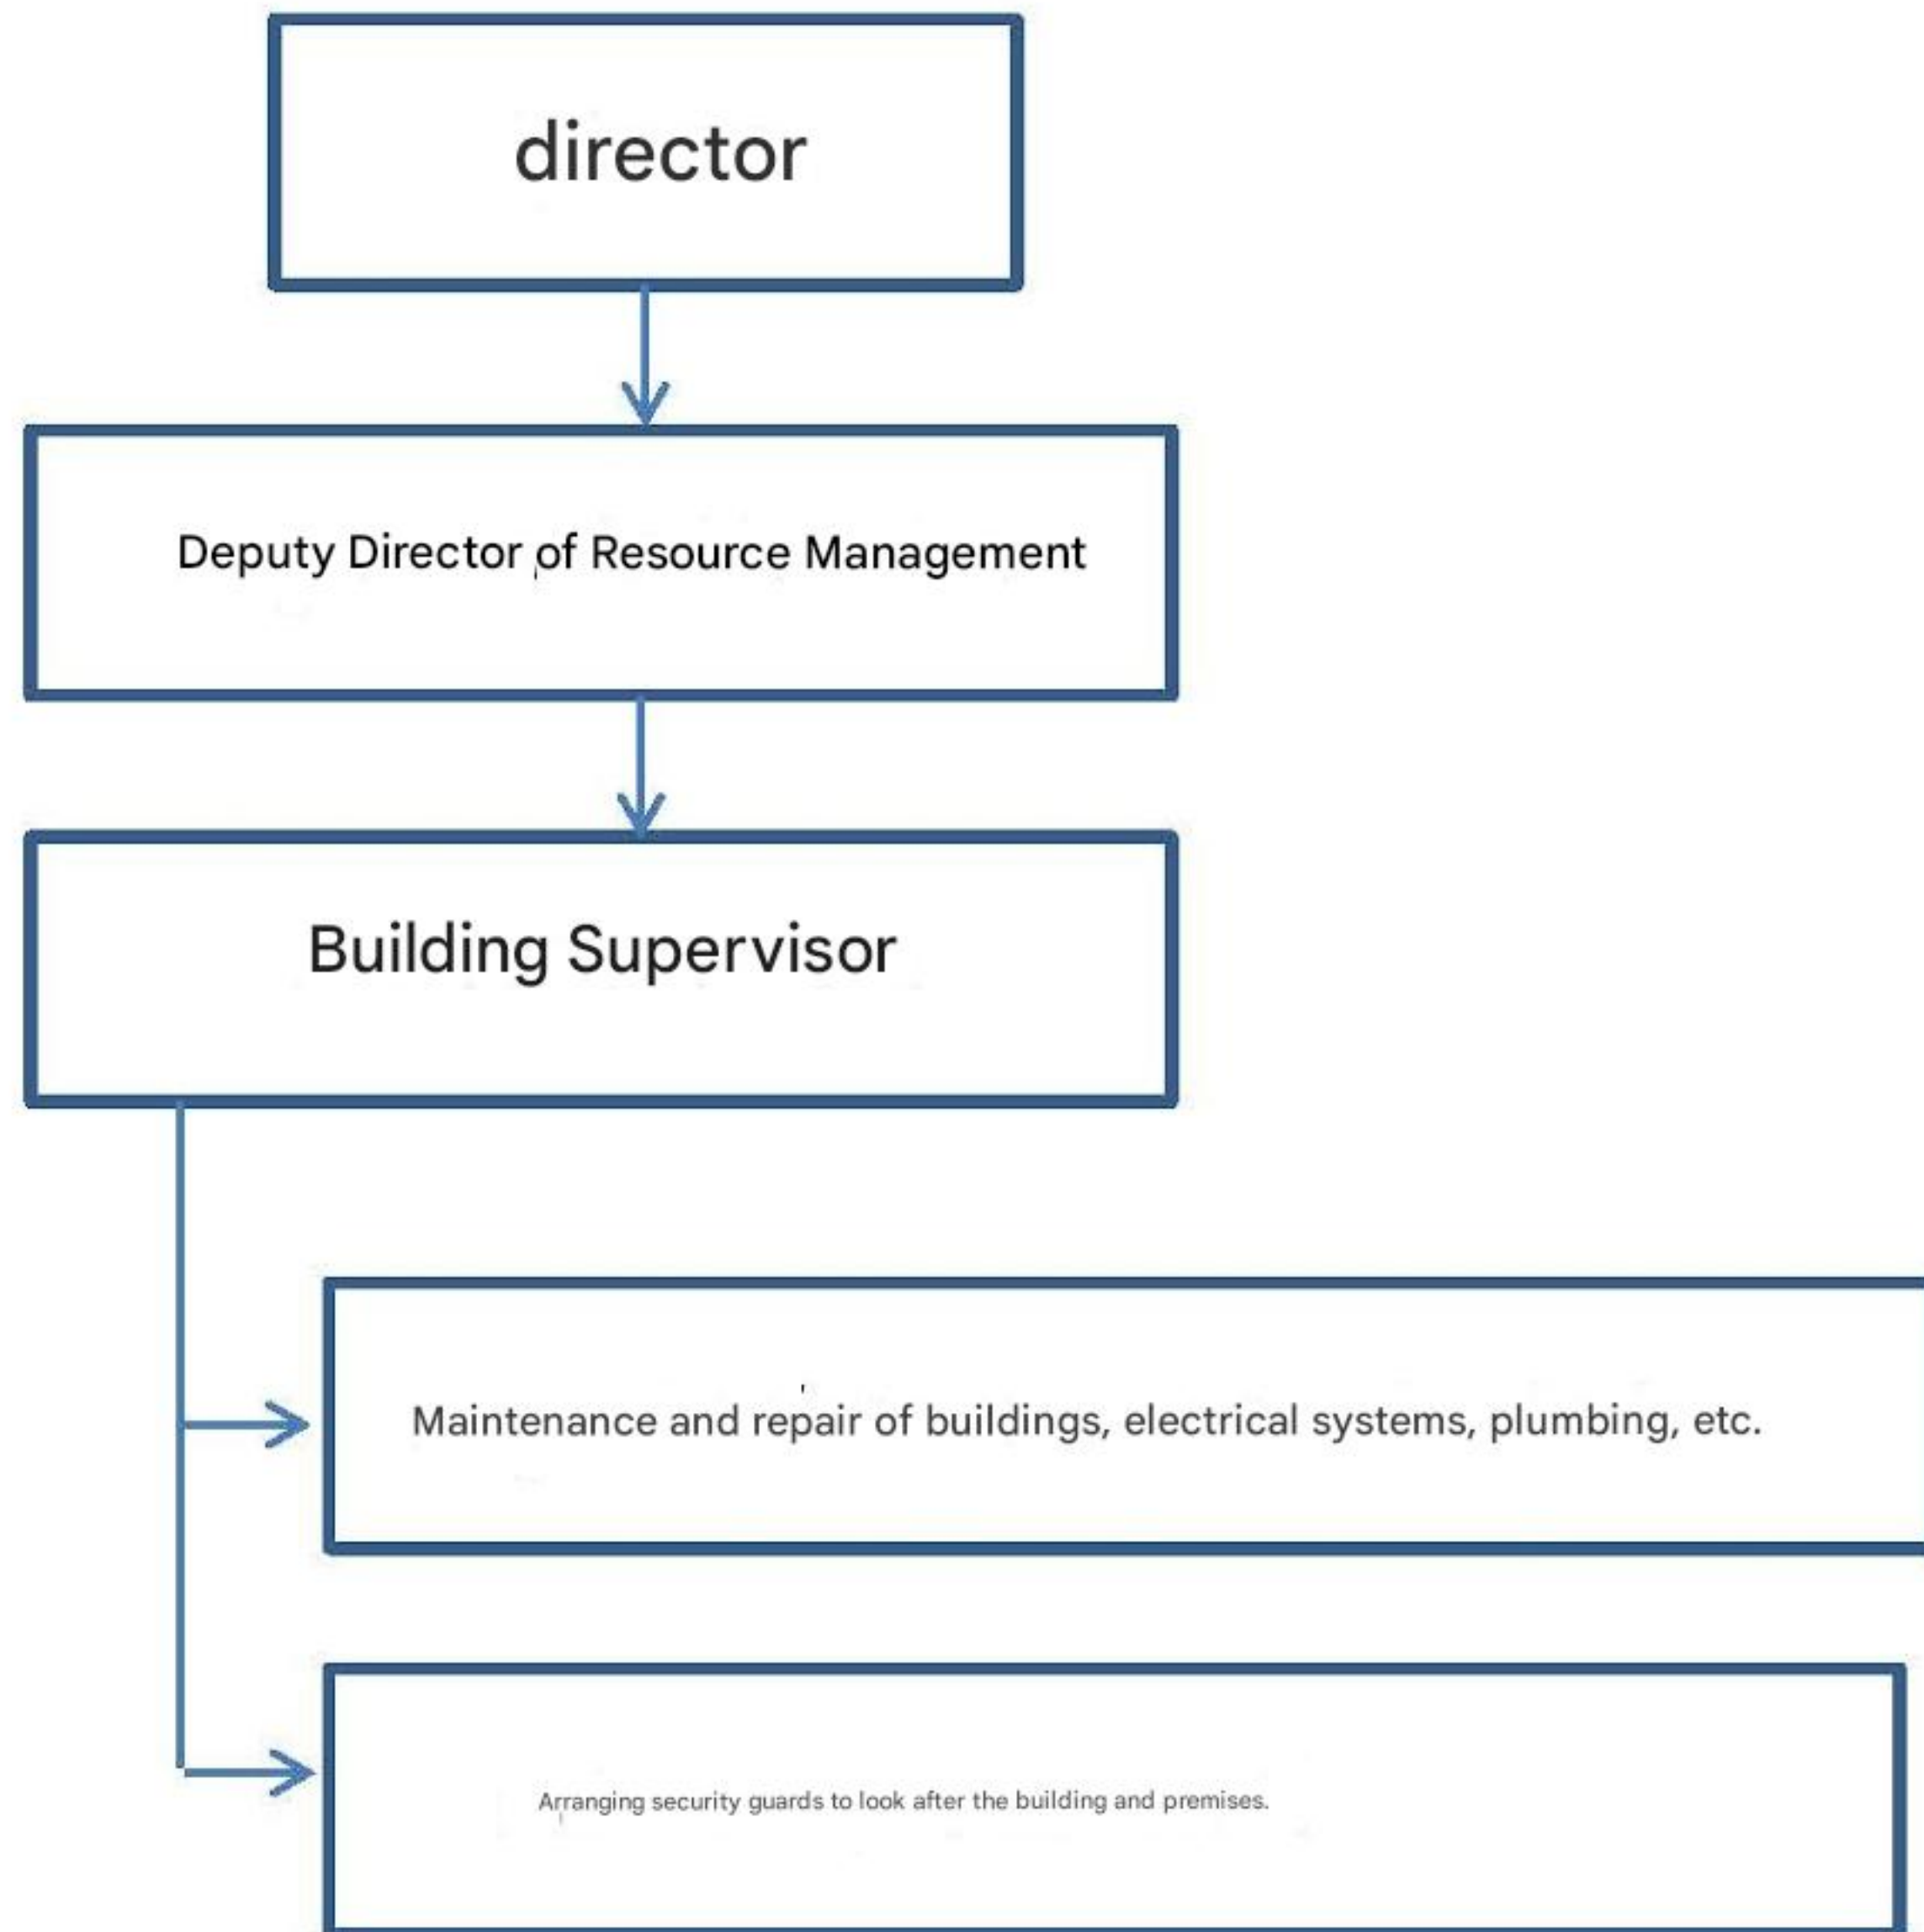 director
Deputy Director of Resource Management
Building Supervisor
Maintenance and repair of buildings, electrical systems, plumbing, etc.
Arranging security guards to look after the building and premises.